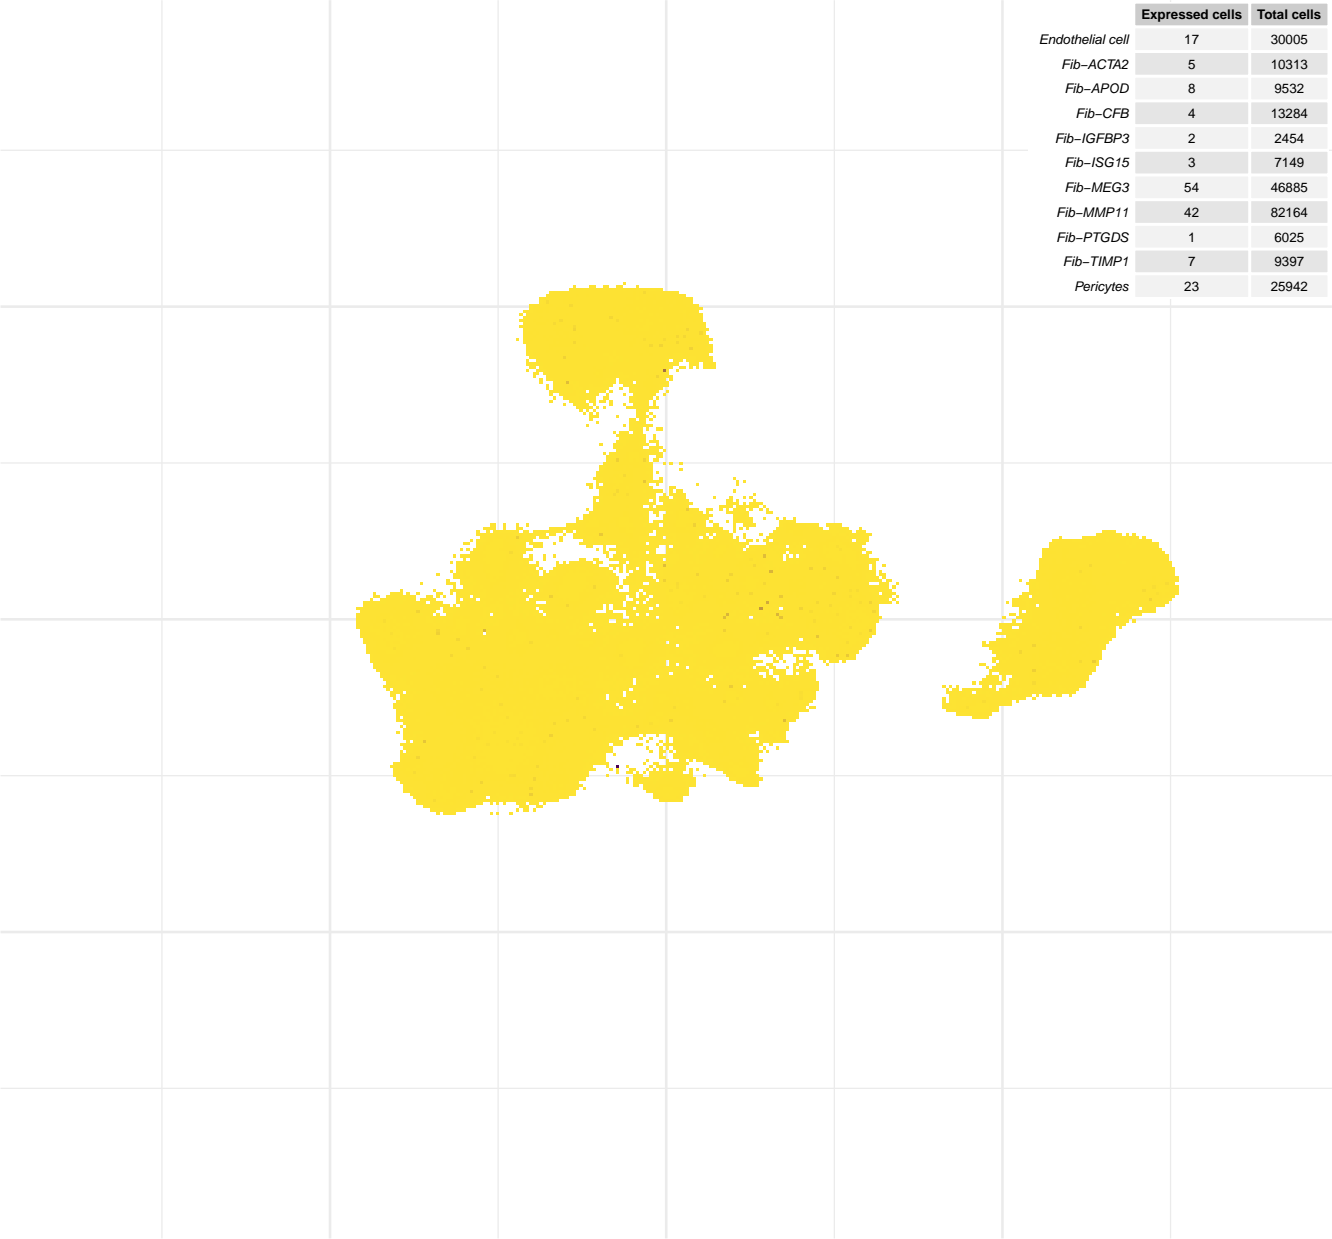 Expressed cells Total cells
Endothelial cell 17 30005
Fib−ACTA2 5 10313
Fib−APOD 8 9532
Fib−CFB 4 13284
Fib−IGFBP3 2 2454
Fib−ISG15 3 7149
Fib−MEG3 54 46885
Fib−MMP11 42 82164
Fib−PTGDS 1 6025
Fib−TIMP1 7 9397
Pericytes 23 25942